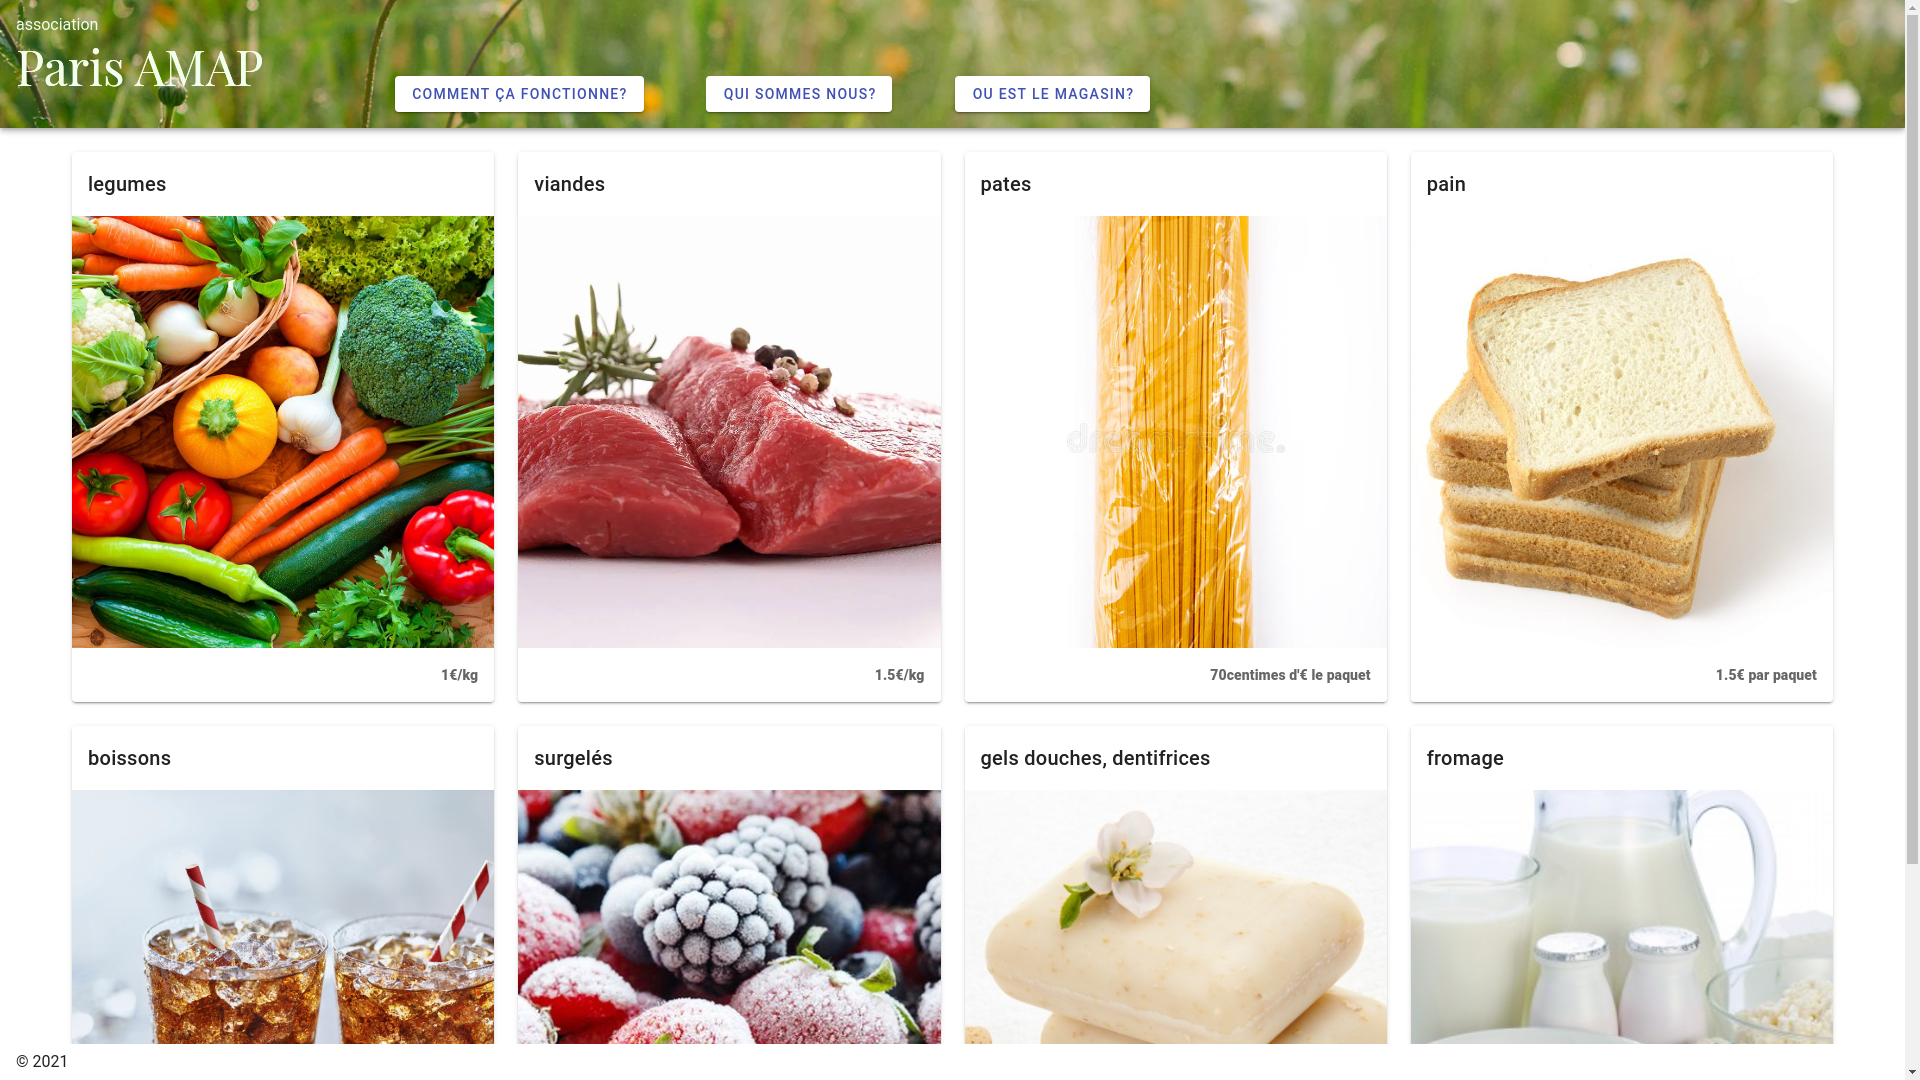 association
Paris AMAP
COMMENT ÇA FONCTIONNE?
QUI SOMMES NOUS?
OU EST LE MAGASIN?
legumes
viandes
pates
pain
dreamstime.
1€/kg
1.5€/kg
70centimes d'€ le paquet
1.5€ par paquet
boissons
surgelés
gels douches, dentifrices
fromage
© 2021